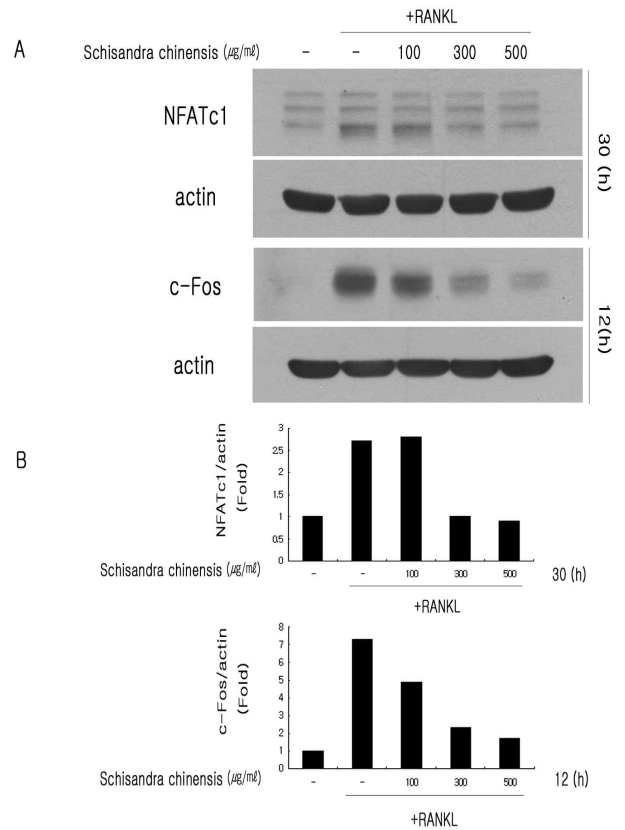 +RANKL
A
Schisandra chinensis (㎍/㎖) - - 100 300 500
NFATc1
30 (h)
actin
c-Fos
12(h)
actin
B
NFATc1/actin
(Fold)
3
2.5
2
1.5
1
0.5
0
Schisandra chinensis (㎍/㎖) - - 100 300 500 30 (h)
+RANKL
c-Fos/actin
(Fold)
8
7
6
5
4
3
2
1
0
Schisandra chinensis (㎍/㎖) - - 100 300 500 12 (h)
+RANKL